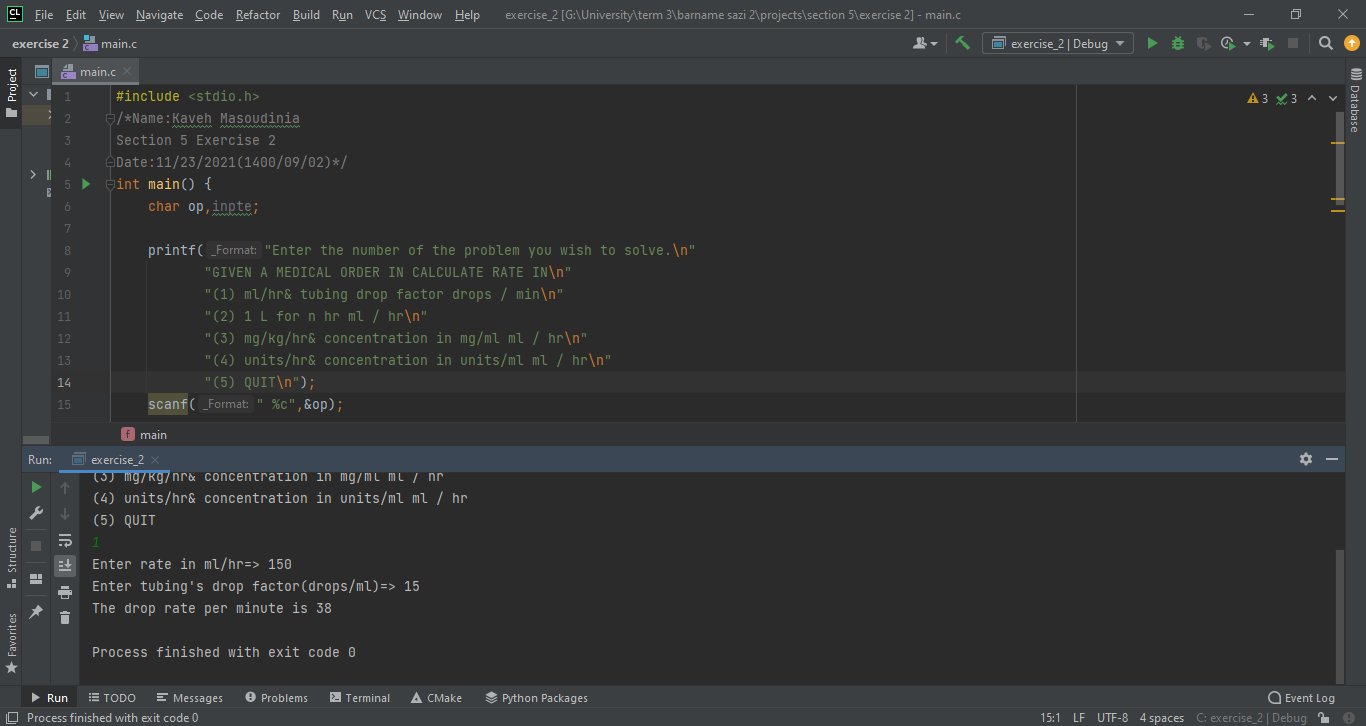 CL File Edit View Navigate Code Refactor Build Run VCS Window Help exercise_2 [G:\University\term 3\barname sazi 2\projects\section 5\exercise 2] - main.c
exercise 2 main.c exercise_2 | Debug
Project main.c Database
1 #include <stdio.h> 3 3
2 /*Name:Kaveh Masoudinia
3 Section 5 Exercise 2
4 Date:11/23/2021(1400/09/02)*/
5 int main() {
6 char op,inpte;
7
8 printf( _Format: "Enter the number of the problem you wish to solve.\n"
9 "GIVEN A MEDICAL ORDER IN CALCULATE RATE IN\n"
10 "(1) ml/hr& tubing drop factor drops / min\n"
11 "(2) 1 L for n hr ml / hr\n"
12 "(3) mg/kg/hr& concentration in mg/ml ml / hr\n"
13 "(4) units/hr& concentration in units/ml ml / hr\n"
14 "(5) QUIT\n");
15 scanf( _Format: " %c",&op);
f main
Run: exercise_2
(3) mg/kg/hr& concentration in mg/ml ml / hr
(4) units/hr& concentration in units/ml ml / hr
(5) QUIT
1
Enter rate in ml/hr=> 150
Enter tubing's drop factor(drops/ml)=> 15
The drop rate per minute is 38
Process finished with exit code 0
Structure
Favorites
Run TODO Messages Problems Terminal CMake Python Packages Event Log
Process finished with exit code 0 15:1 LF UTF-8 4 spaces C: exercise_2 | Debug